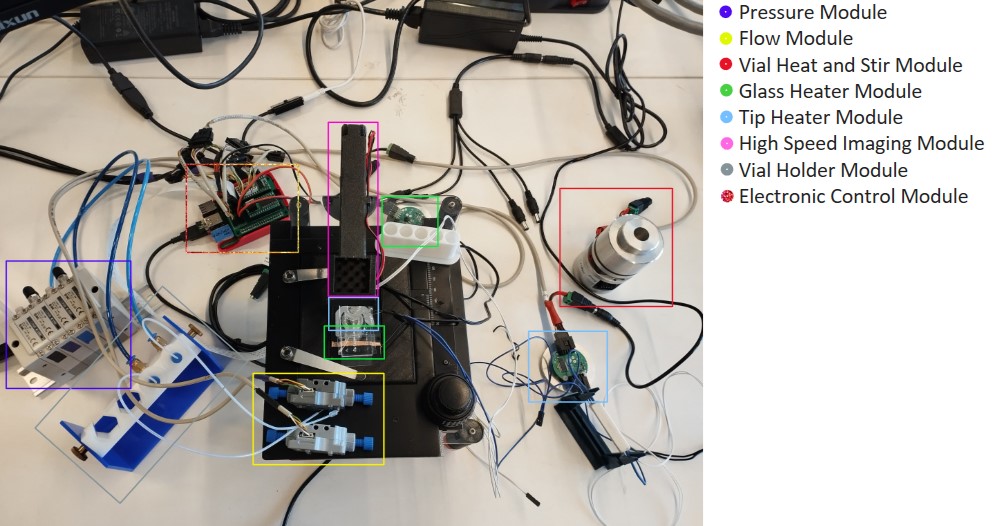 Pressure Module
Flow Module
Vial Heat and Stir Module
Glass Heater Module
Tip Heater Module
High Speed Imaging Module
Vial Holder Module
Electronic Control Module